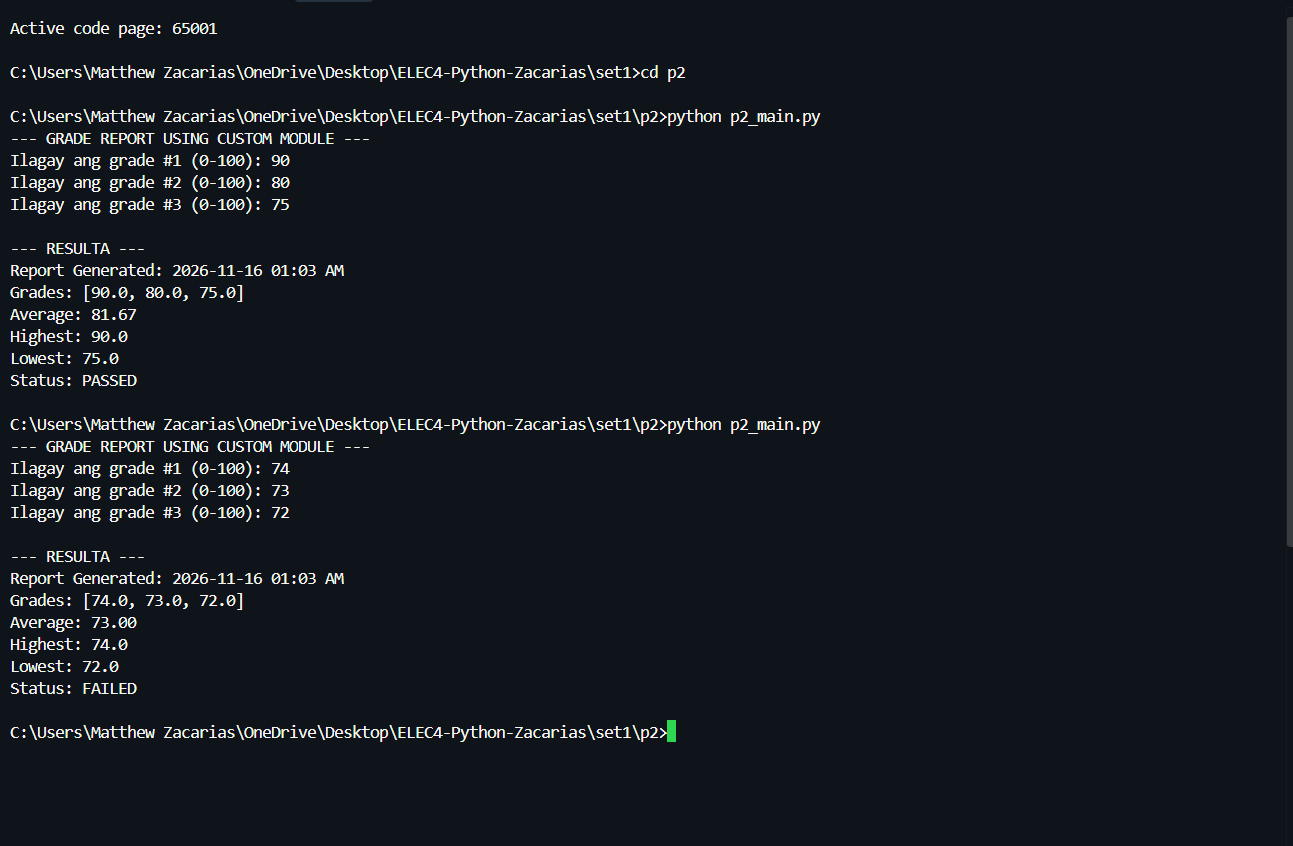 Active code page: 65001
C:\Users\Matthew Zacarias\OneDrive\Desktop\ELEC4-Python-Zacarias\set1>cd p2
C:\Users\Matthew Zacarias\OneDrive\Desktop\ELEC4-Python-Zacarias\set1\p2>python p2_main.py
--- GRADE REPORT USING CUSTOM MODULE ---
Ilagay ang grade #1 (0-100): 90
Ilagay ang grade #2 (0-100): 80
Ilagay ang grade #3 (0-100): 75
--- RESULTA ---
Report Generated: 2026-11-16 01:03 AM
Grades: [90.0, 80.0, 75.0]
Average: 81.67
Highest: 90.0
Lowest: 75.0
Status: PASSED
C:\Users\Matthew Zacarias\OneDrive\Desktop\ELEC4-Python-Zacarias\set1\p2>python p2_main.py
--- GRADE REPORT USING CUSTOM MODULE ---
Ilagay ang grade #1 (0-100): 74
Ilagay ang grade #2 (0-100): 73
Ilagay ang grade #3 (0-100): 72
--- RESULTA ---
Report Generated: 2026-11-16 01:03 AM
Grades: [74.0, 73.0, 72.0]
Average: 73.00
Highest: 74.0
Lowest: 72.0
Status: FAILED
C:\Users\Matthew Zacarias\OneDrive\Desktop\ELEC4-Python-Zacarias\set1\p2>